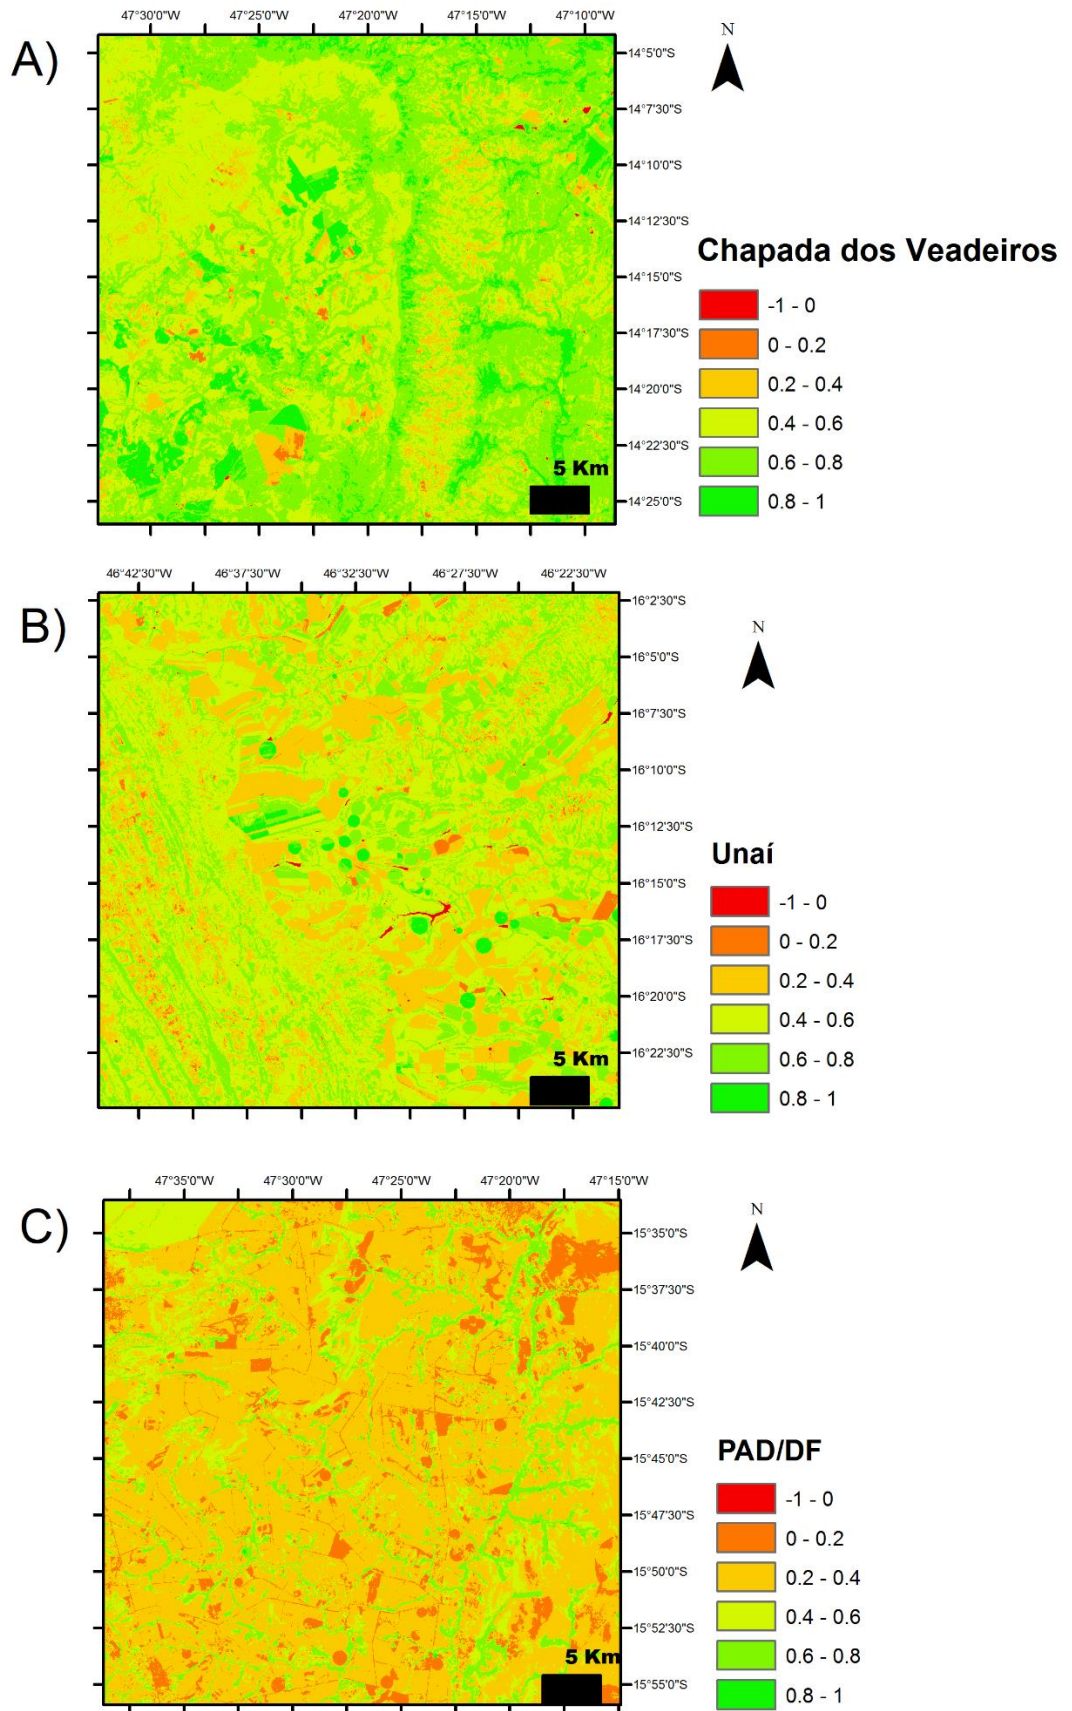 47°30'0"W 47°25'0"W 47°20'0"W 47°15'0"W 47°10'0"W
A)
N
14°5'0"S
14°7'30"S
14°10'0"S
14°12'30"S
14°15'0"S
14°17'30"S
14°20'0"S
14°22'30"S
14°25'0"S
5 Km
Chapada dos Veadeiros
-1 - 0
0 - 0.2
0.2 - 0.4
0.4 - 0.6
0.6 - 0.8
0.8 - 1
46°42'30"W 46°37'30"W 46°32'30"W 46°27'30"W 46°22'30"W
B)
N
16°2'30"S
16°5'0"S
16°7'30"S
16°10'0"S
16°12'30"S
16°15'0"S
16°17'30"S
16°20'0"S
16°22'30"S
5 Km
Unaí
-1 - 0
0 - 0.2
0.2 - 0.4
0.4 - 0.6
0.6 - 0.8
0.8 - 1
47°35'0"W 47°30'0"W 47°25'0"W 47°20'0"W 47°15'0"W
C)
N
15°35'0"S
15°37'30"S
15°40'0"S
15°42'30"S
15°45'0"S
15°47'30"S
15°50'0"S
15°52'30"S
15°55'0"S
5 Km
PAD/DF
-1 - 0
0 - 0.2
0.2 - 0.4
0.4 - 0.6
0.6 - 0.8
0.8 - 1